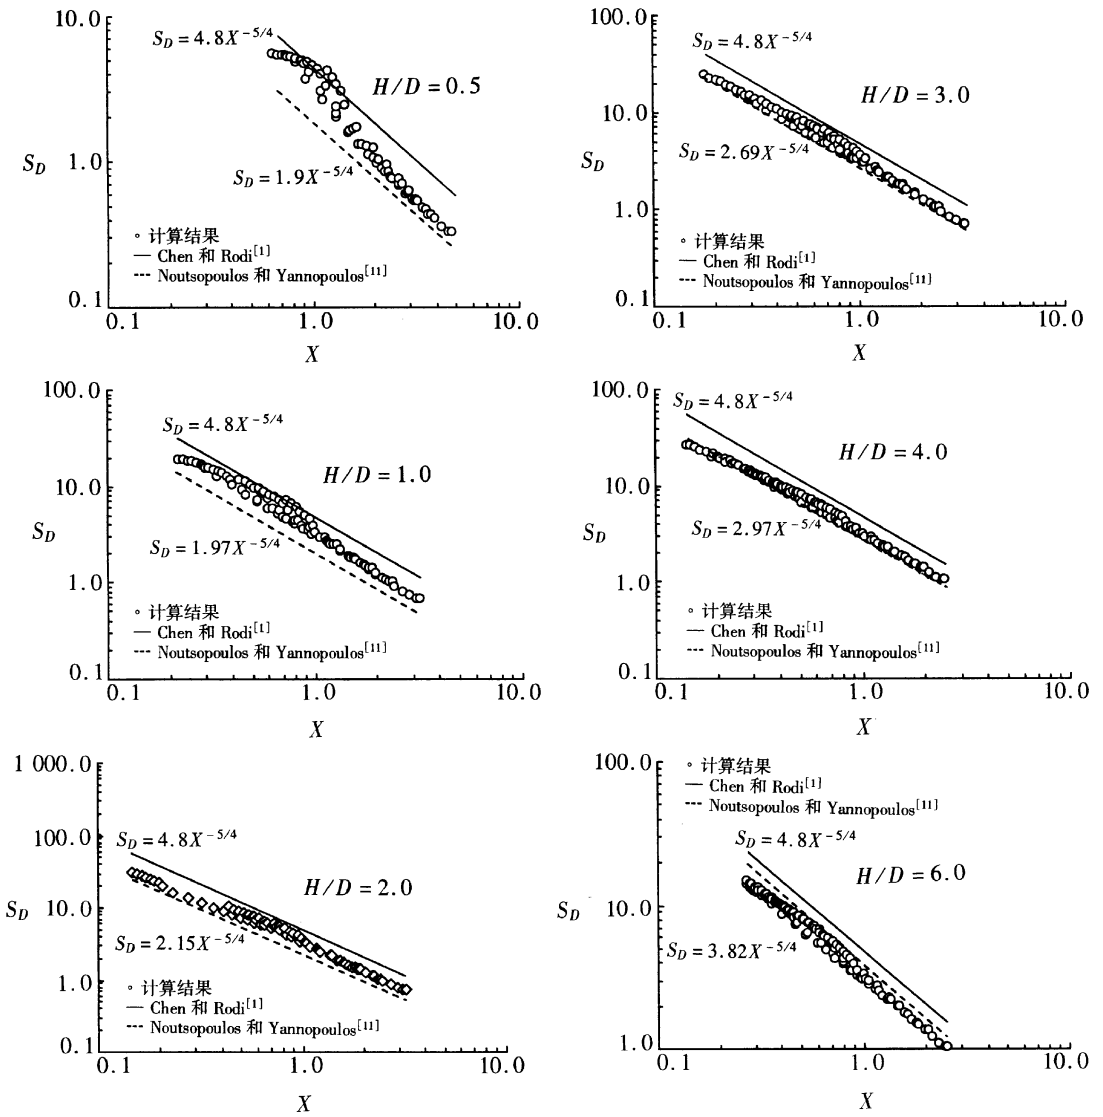 10.0
S_D = 4.8X^{-5/4}
H/D = 0.5
S_D
1.0
S_D = 1.9X^{-5/4}
∘ 计算结果
— Chen 和 Rodi[1]
--- Noutsopoulos 和 Yannopoulos[11]
0.1
0.1 1.0 10.0
X
100.0
S_D = 4.8X^{-5/4}
H/D = 3.0
10.0
S_D
S_D = 2.69X^{-5/4}
1.0
∘ 计算结果
— Chen 和 Rodi[1]
--- Noutsopoulos 和 Yannopoulos[11]
0.1
0.1 1.0 10.0
X
100.0
S_D = 4.8X^{-5/4}
H/D = 1.0
10.0
S_D
S_D = 1.97X^{-5/4}
1.0
∘ 计算结果
— Chen 和 Rodi[1]
--- Noutsopoulos 和 Yannopoulos[11]
0.1
0.1 1.0 10.0
X
100.0
S_D = 4.8X^{-5/4}
H/D = 4.0
10.0
S_D
S_D = 2.97X^{-5/4}
1.0
∘ 计算结果
— Chen 和 Rodi[1]
--- Noutsopoulos 和 Yannopoulos[11]
0.1
0.1 1.0 10.0
X
1 000.0
100.0
S_D = 4.8X^{-5/4}
H/D = 2.0
10.0
S_D
S_D = 2.15X^{-5/4}
1.0
∘ 计算结果
— Chen 和 Rodi[1]
--- Noutsopoulos 和 Yannopoulos[11]
0.1
0.1 1.0 10.0
X
100.0
∘ 计算结果
— Chen 和 Rodi[1]
--- Noutsopoulos 和 Yannopoulos[11]
S_D = 4.8X^{-5/4}
H/D = 6.0
10.0
S_D
S_D = 3.82X^{-5/4}
1.0
0.1 1.0 10.0
X